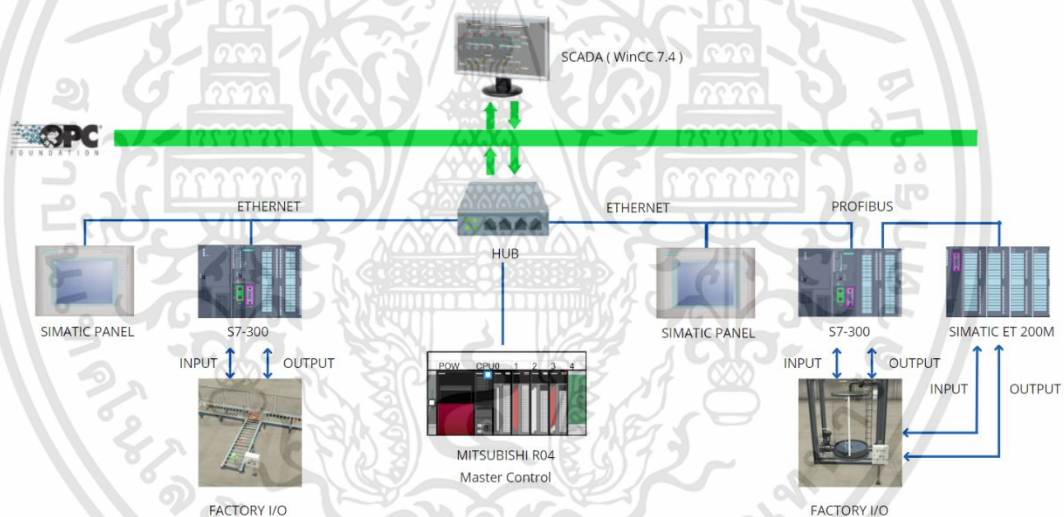 SCADA ( WinCC 7.4 )
OPC
FOUNDATION
ETHERNET
ETHERNET
PROFIBUS
HUB
SIMATIC PANEL
S7-300
SIMATIC PANEL
S7-300
SIMATIC ET 200M
INPUT
OUTPUT
INPUT
OUTPUT
INPUT
OUTPUT
POW
CPU0
1
2
3
4
MITSUBISHI R04
Master Control
FACTORY I/O
FACTORY I/O